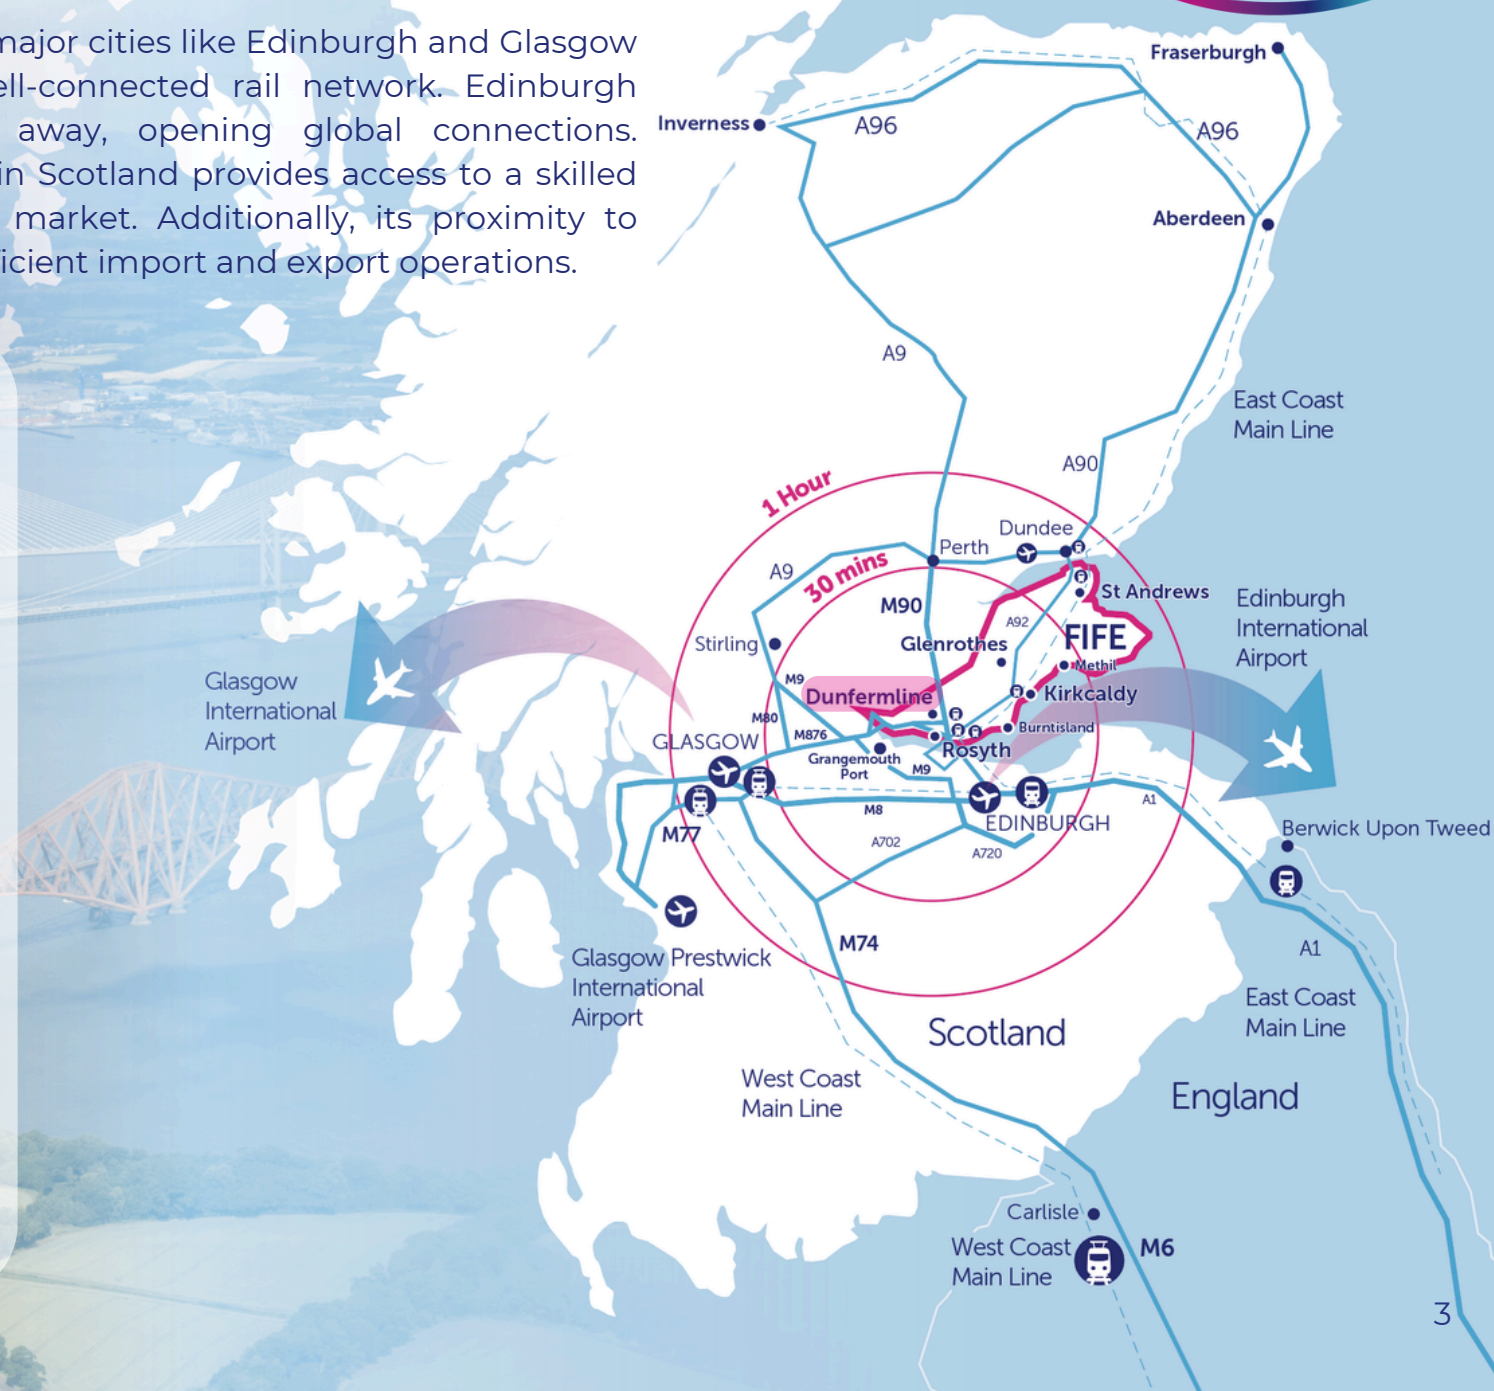 major cities like Edinburgh and Glasgow
ell-connected rail network. Edinburgh
away, opening global connections.
in Scotland provides access to a skilled
market. Additionally, its proximity to
ficient import and export operations.
Fraserburgh
Inverness
A96
A96
Aberdeen
A9
East Coast
Main Line
A90
1 Hour
Dundee
Perth
30 mins
A9
M90
St Andrews
Edinburgh
International
Airport
A92
FIFE
Stirling
Glenrothes
Methil
M9
Glasgow
International
Airport
Dunfermline
Kirkcaldy
M80
M876
Burntisland
GLASGOW
Rosyth
Grangemouth
Port
M9
M8
A1
EDINBURGH
M77
A702
A720
Berwick Upon Tweed
M74
A1
Glasgow Prestwick
International
Airport
East Coast
Main Line
Scotland
West Coast
Main Line
England
Carlisle
West Coast
Main Line
M6
3